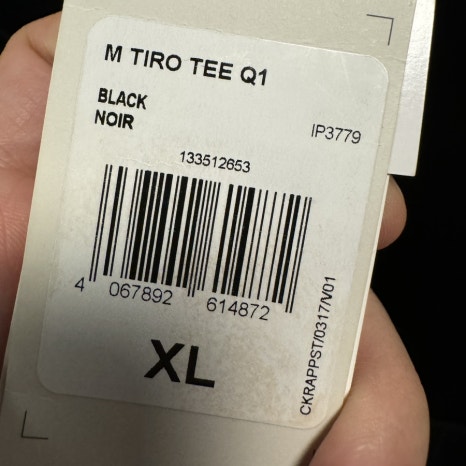 M TIRO TEE Q1
BLACK
NOIR
IP3779
133512653
4 067892 614872
XL
CKRAPPST/0317/V01